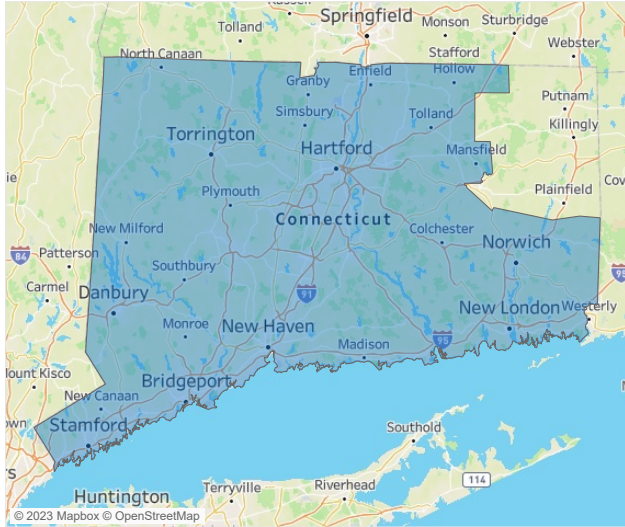 Springfield
Monson
Sturbridge
Tolland
Stafford
Webster
North Canaan
Hollow
Granby
Enfield
Putnam
Simsbury
Tolland
Killingly
Torrington
Hartford
Mansfield
Plymouth
Plainfield
Connecticut
New Milford
Colchester
Norwich
84
Patterson
Southbury
95
Carmel
Danbury
91
New London
Westerly
Monroe
New Haven
95
Madison
Bridgeport
New Canaan
Stamford
Southold
114
Terryville
Riverhead
Huntington
© 2023 Mapbox © OpenStreetMap